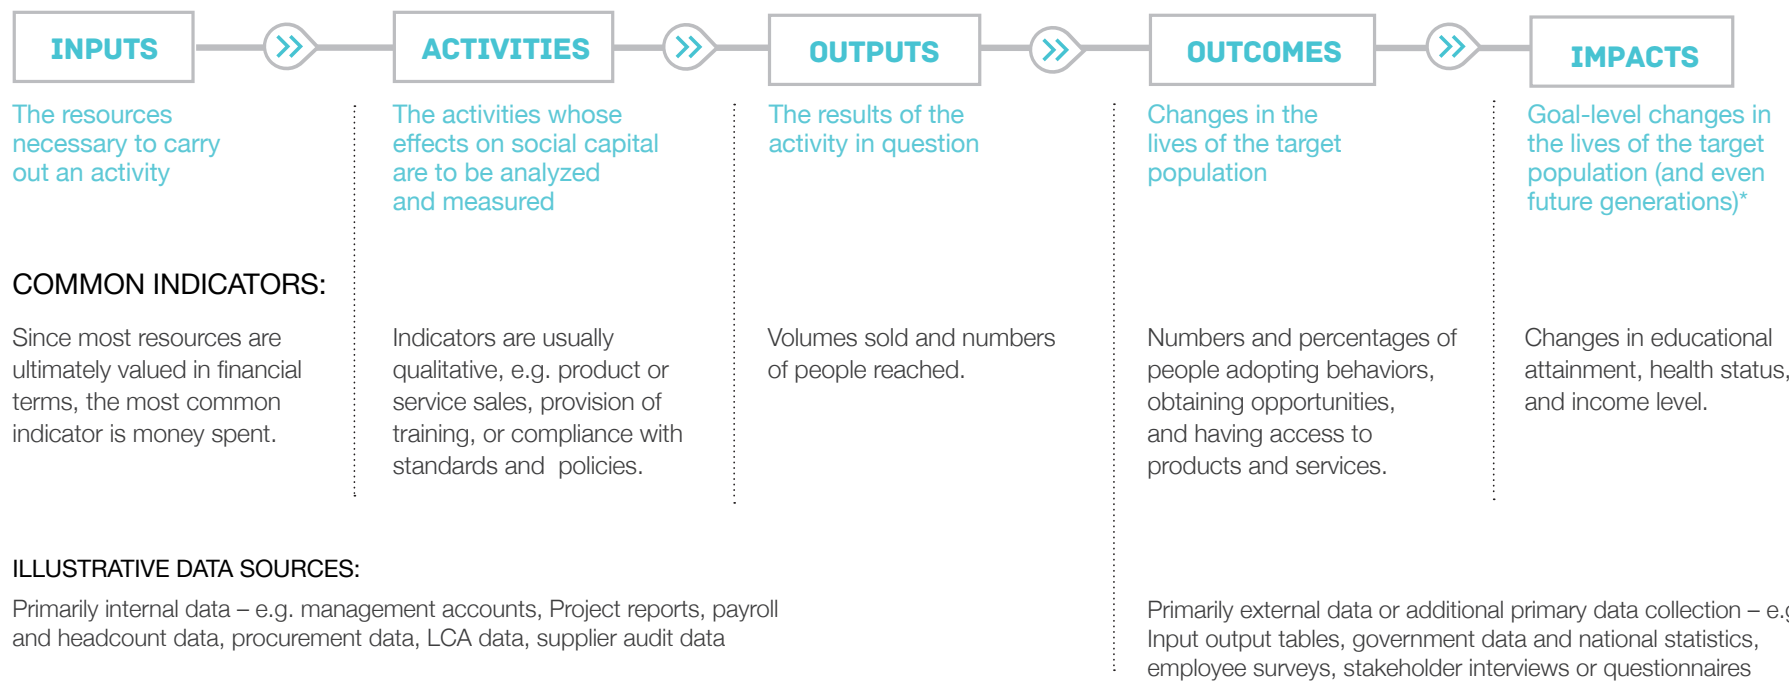 INPUTS
ACTIVITIES
OUTPUTS
OUTCOMES
IMPACTS
The resources
necessary to carry
out an activity
The activities whose
effects on social capital
are to be analyzed
and measured
The results of the
activity in question
Changes in the
lives of the target
population
Goal-level changes in
the lives of the target
population (and even
future generations)*
COMMON INDICATORS:
Since most resources are
ultimately valued in financial
terms, the most common
indicator is money spent.
Indicators are usually
qualitative, e.g. product or
service sales, provision of
training, or compliance with
standards and  policies.
Volumes sold and numbers
of people reached.
Numbers and percentages of
people adopting behaviors,
obtaining opportunities,
and having access to
products and services.
Changes in educational
attainment, health status,
and income level.
ILLUSTRATIVE DATA SOURCES:
Primarily internal data – e.g. management accounts, Project reports, payroll
and headcount data, procurement data, LCA data, supplier audit data
Primarily external data or additional primary data collection – e.g
Input output tables, government data and national statistics,
employee surveys, stakeholder interviews or questionnaires